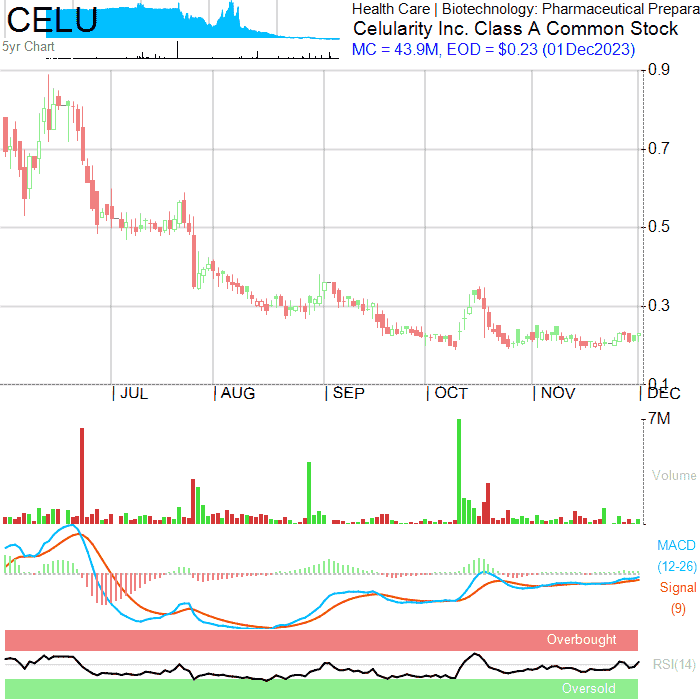 CELU
5yr Chart
Health Care | Biotechnology: Pharmaceutical Prepara
Celularity Inc. Class A Common Stock
MC = 43.9M, EOD = $0.23 (01Dec2023)
0.9
0.7
0.5
0.3
0.1
| JUL | AUG | SEP | OCT | NOV | DEC
7M
Volume
MACD
(12-26)
Signal
(9)
Overbought
RSI(14)
Oversold